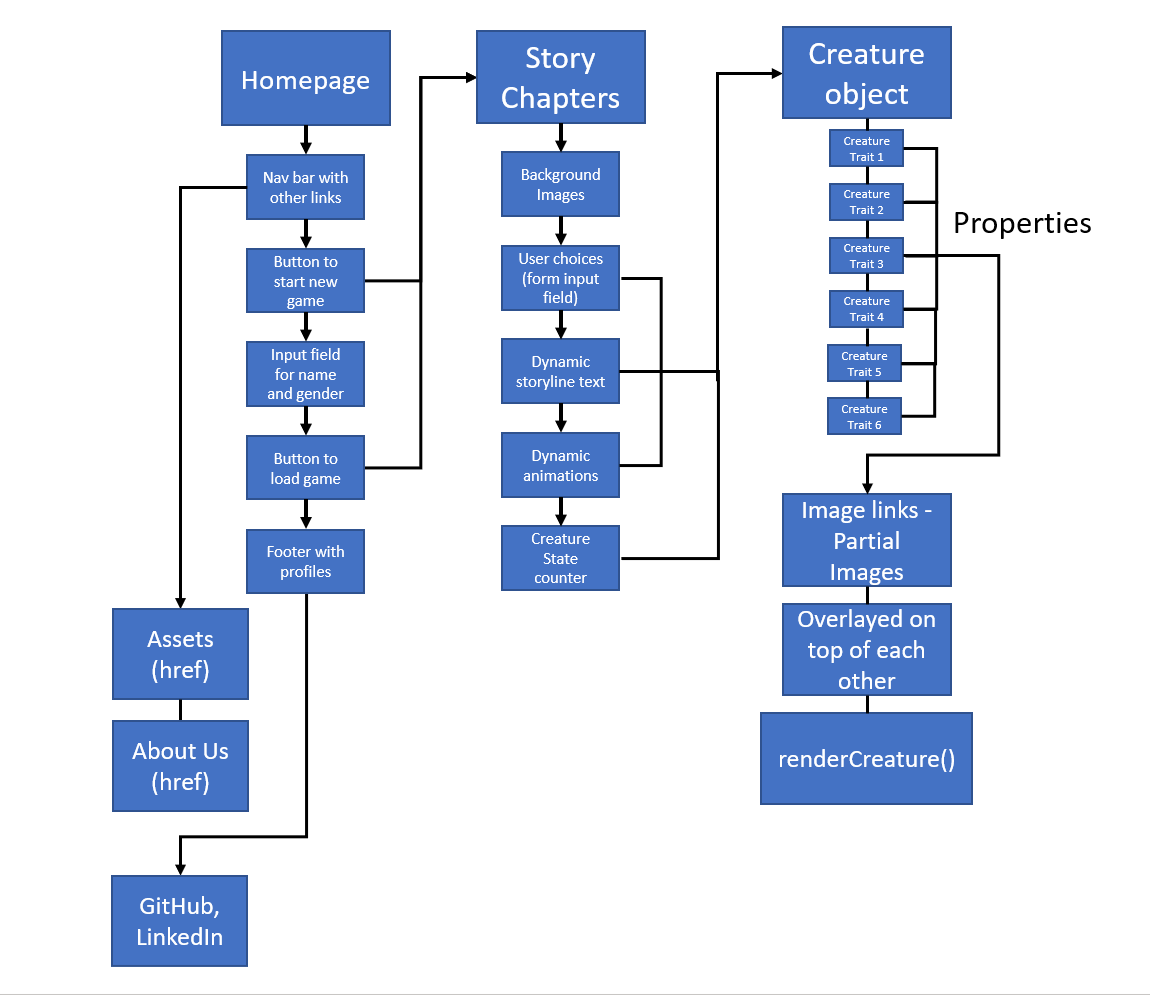 Homepage
Nav bar with
other links
Button to
start new
game
Input field
for name
and gender
Button to
load game
Footer with
profiles
Assets
(href)
About Us
(href)
GitHub,
LinkedIn
Story
Chapters
Background
Images
User choices
(form input
field)
Dynamic
storyline text
Dynamic
animations
Creature
State
counter
Creature
object
Creature
Trait 1
Creature
Trait 2
Creature
Trait 3
Creature
Trait 4
Creature
Trait 5
Creature
Trait 6
Properties
Image links -
Partial
Images
Overlayed on
top of each
other
renderCreature()